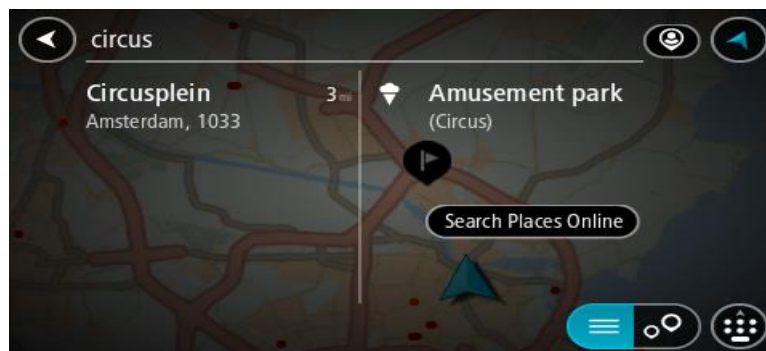 circus
Circusplein
3 mi
Amsterdam, 1033
Amusement park
(Circus)
Search Places Online